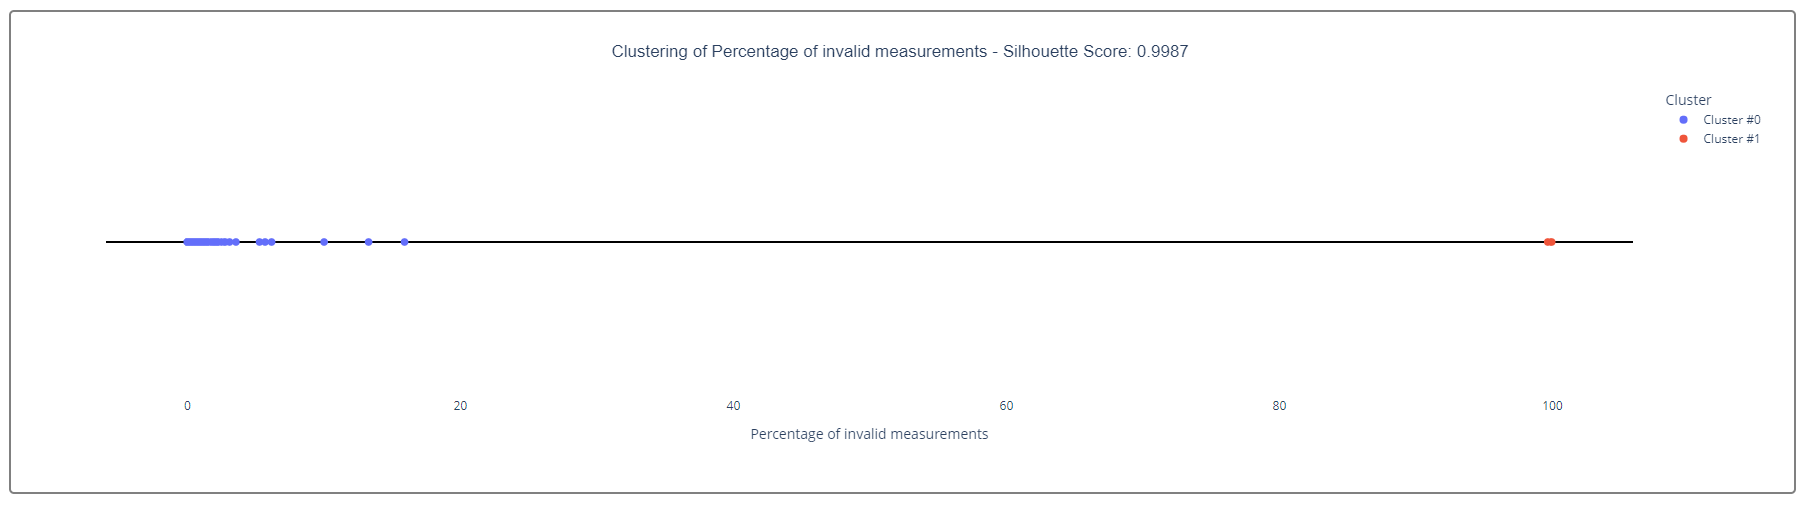 Clustering of Percentage of invalid measurements - Silhouette Score: 0.9987
Cluster
Cluster #0
Cluster #1
0 20 40 60 80 100
Percentage of invalid measurements